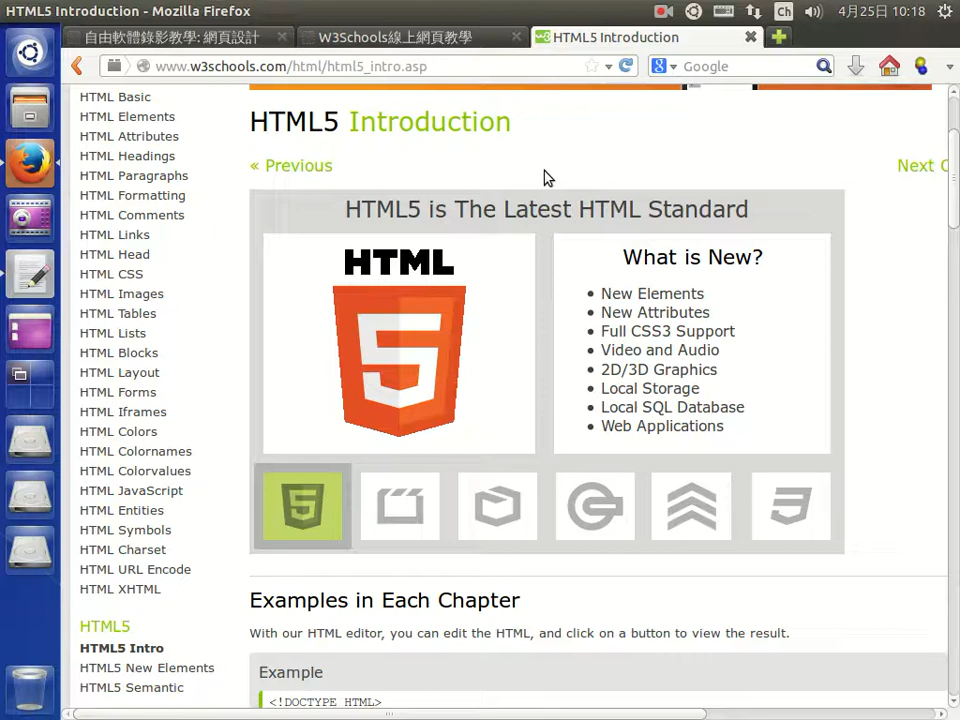 HTML5 Introduction - Mozilla Firefox
Ch
4月25日 10:18
自由軟體錄影教學: 網頁設計
W3Schools線上網頁教學
HTML5 Introduction
www.w3schools.com/html/html5_intro.asp
Google
HTML Basic
HTML Elements
HTML Attributes
HTML Headings
HTML Paragraphs
HTML Formatting
HTML Comments
HTML Links
HTML Head
HTML CSS
HTML Images
HTML Tables
HTML Lists
HTML Blocks
HTML Layout
HTML Forms
HTML Iframes
HTML Colors
HTML Colornames
HTML Colorvalues
HTML JavaScript
HTML Entities
HTML Symbols
HTML Charset
HTML URL Encode
HTML XHTML
HTML5
HTML5 Intro
HTML5 New Elements
HTML5 Semantic
HTML5 Introduction
« Previous
Next C
HTML5 is The Latest HTML Standard
HTML
5
What is New?
• New Elements
• New Attributes
• Full CSS3 Support
• Video and Audio
• 2D/3D Graphics
• Local Storage
• Local SQL Database
• Web Applications
5
3
Examples in Each Chapter
With our HTML editor, you can edit the HTML, and click on a button to view the result.
Example
<!DOCTYPE HTML>